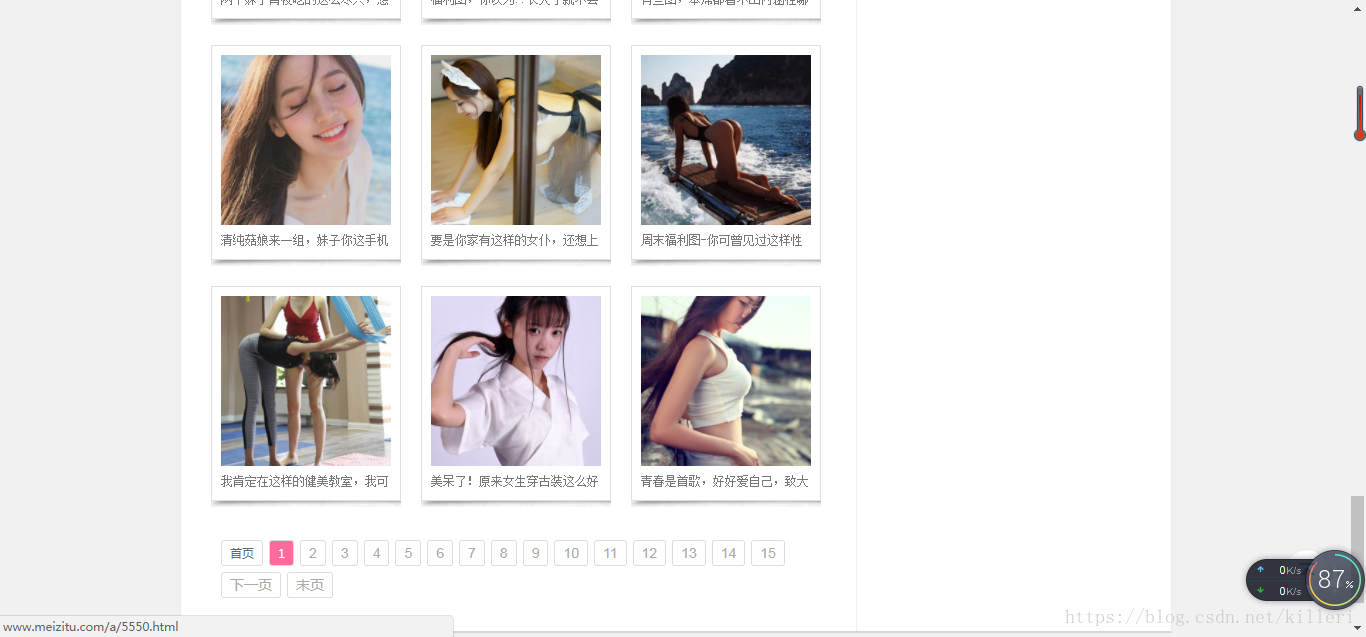 清纯菇娘来一组，妹子你这手机
要是你家有这样的女仆，还想上
周末福利图-你可曾见过这样性
我肯定在这样的健美教室，我可
美呆了！原来女生穿古装这么好
青春是首歌，好好爱自己，致大
首页 1 2 3 4 5 6 7 8 9 10 11 12 13 14 15
下一页 末页
0K/s
87%
0K/s
https://blog.csdn.net/killeri
www.meizitu.com/a/5550.html